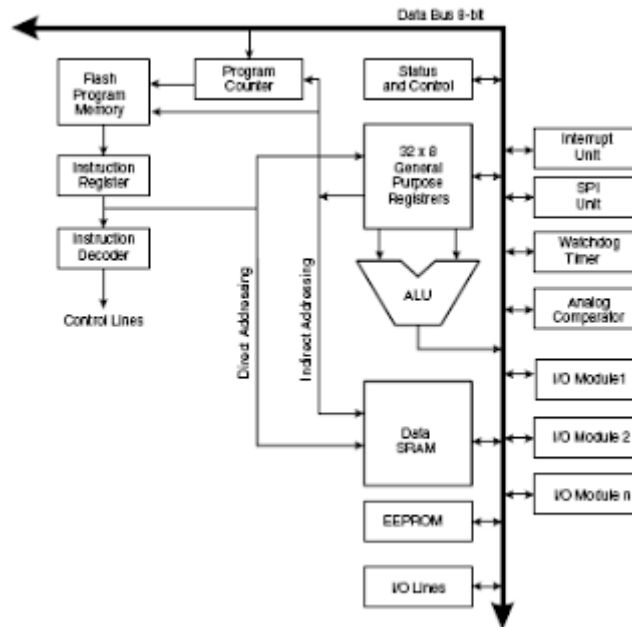 Data Bus 8-bit
Flash
Program
Memory
Program
Counter
Status
and Control
Instruction
Register
32 x 8
General
Purpose
Registrers
Interrupt
Unit
SPI
Unit
Instruction
Decoder
Watchdog
Timer
Control Lines
Direct Addressing
Indirect Addressing
ALU
Analog
Comparator
I/O Module1
Data
SRAM
I/O Module 2
I/O Module n
EEPROM
I/O Lines